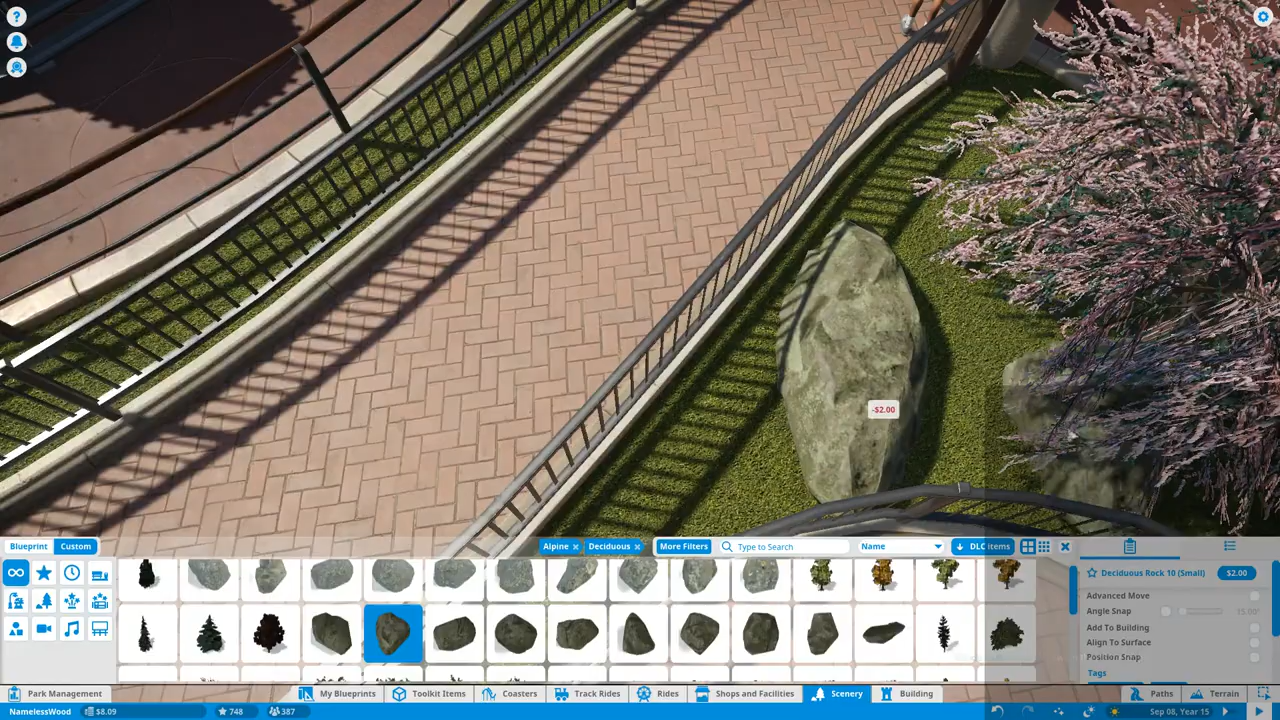 -$2.00
Blueprint Custom Alpine × Deciduous × More Filters Type to Search Name DLC Items
Deciduous Rock 10 (Small) $2.00
Advanced Move
Angle Snap 15.00°
Add To Building
Align To Surface
Position Snap
Tags
Park Management My Blueprints Toolkit Items Coasters Track Rides Rides Shops and Facilities Scenery Building Paths Terrain
NamelessWood $8.09 748 387 Sep 08, Year 15